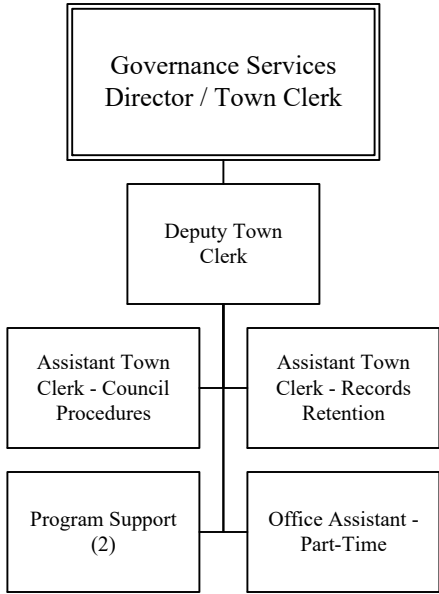 Governance Services
Director / Town Clerk
Deputy Town
Clerk
Assistant Town
Clerk - Council
Procedures
Assistant Town
Clerk - Records
Retention
Program Support
(2)
Office Assistant -
Part-Time